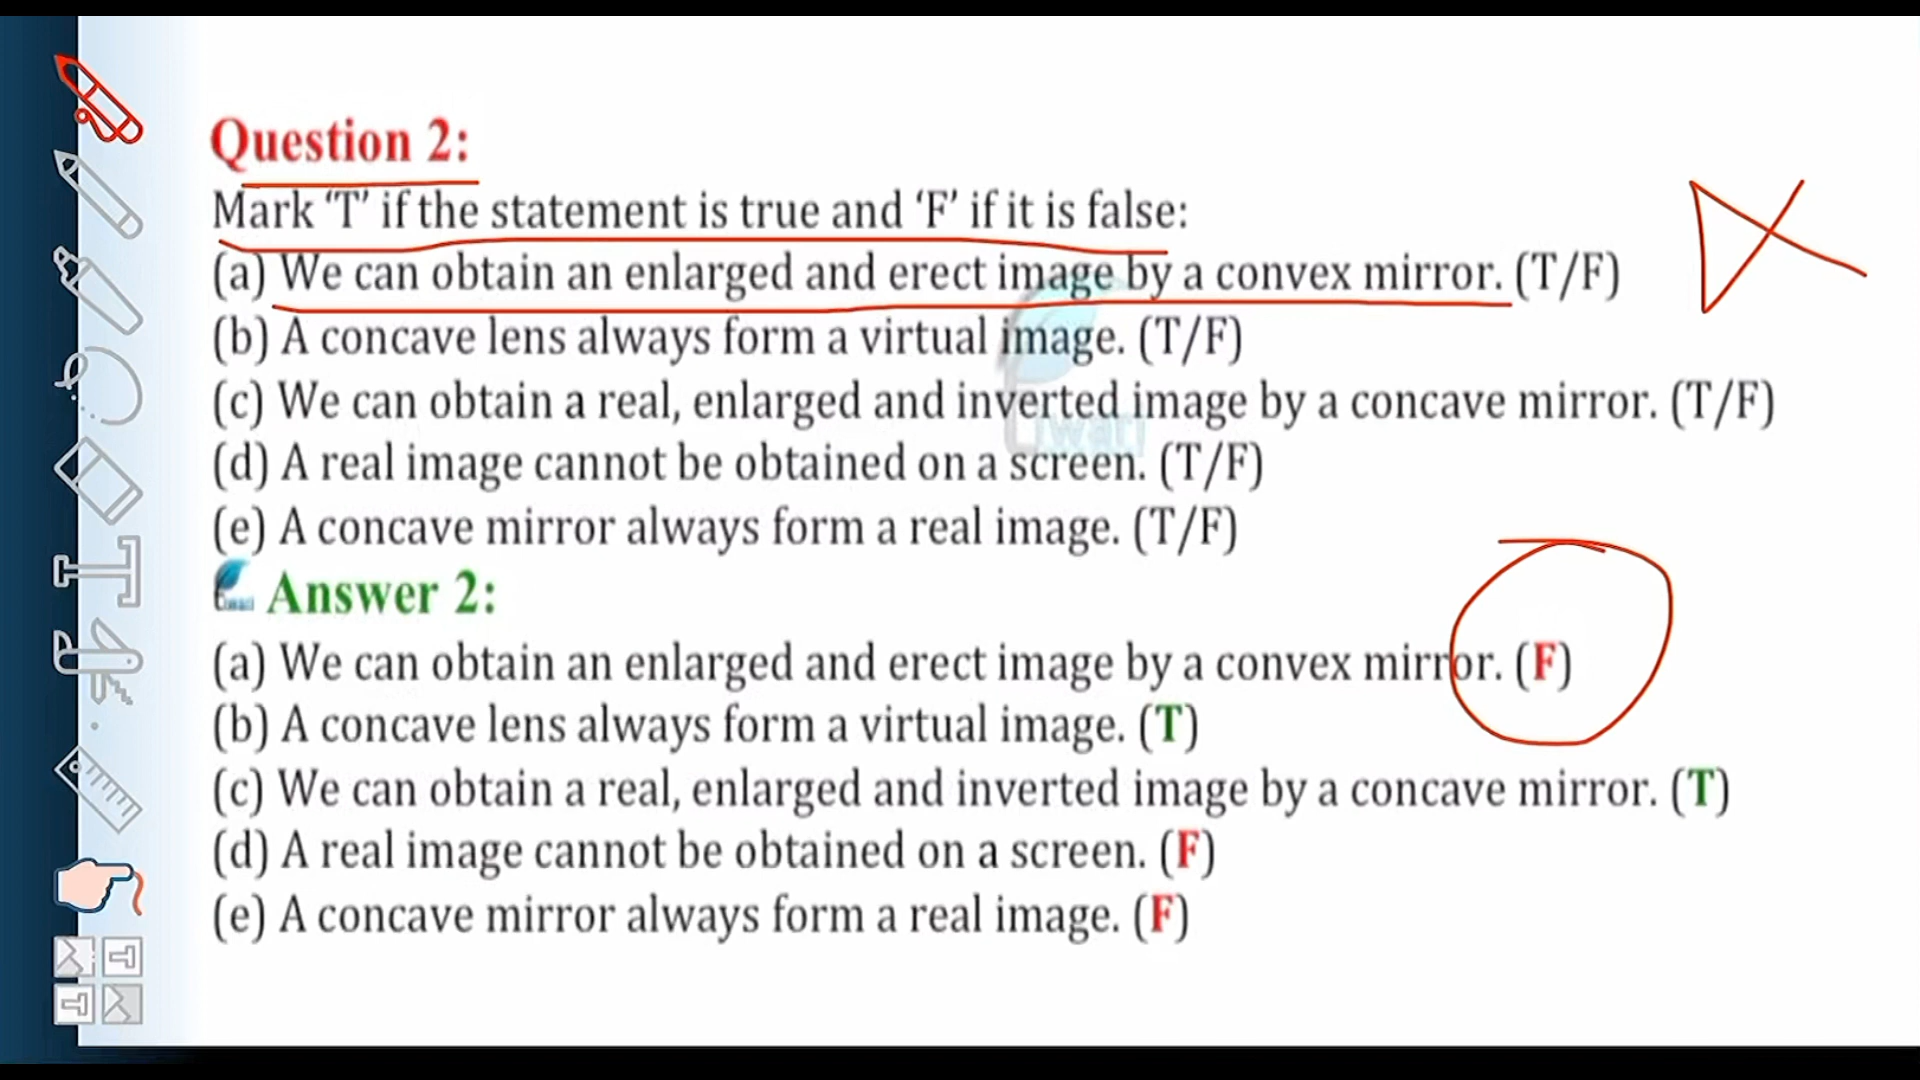 Question 2:
Mark ‘T’ if the statement is true and ‘F’ if it is false:
(a) We can obtain an enlarged and erect image by a convex mirror. (T/F)
(b) A concave lens always form a virtual image. (T/F)
(c) We can obtain a real, enlarged and inverted image by a concave mirror. (T/F)
(d) A real image cannot be obtained on a screen. (T/F)
(e) A concave mirror always form a real image. (T/F)
Answer 2:
(a) We can obtain an enlarged and erect image by a convex mirror. (F)
(b) A concave lens always form a virtual image. (T)
(c) We can obtain a real, enlarged and inverted image by a concave mirror. (T)
(d) A real image cannot be obtained on a screen. (F)
(e) A concave mirror always form a real image. (F)